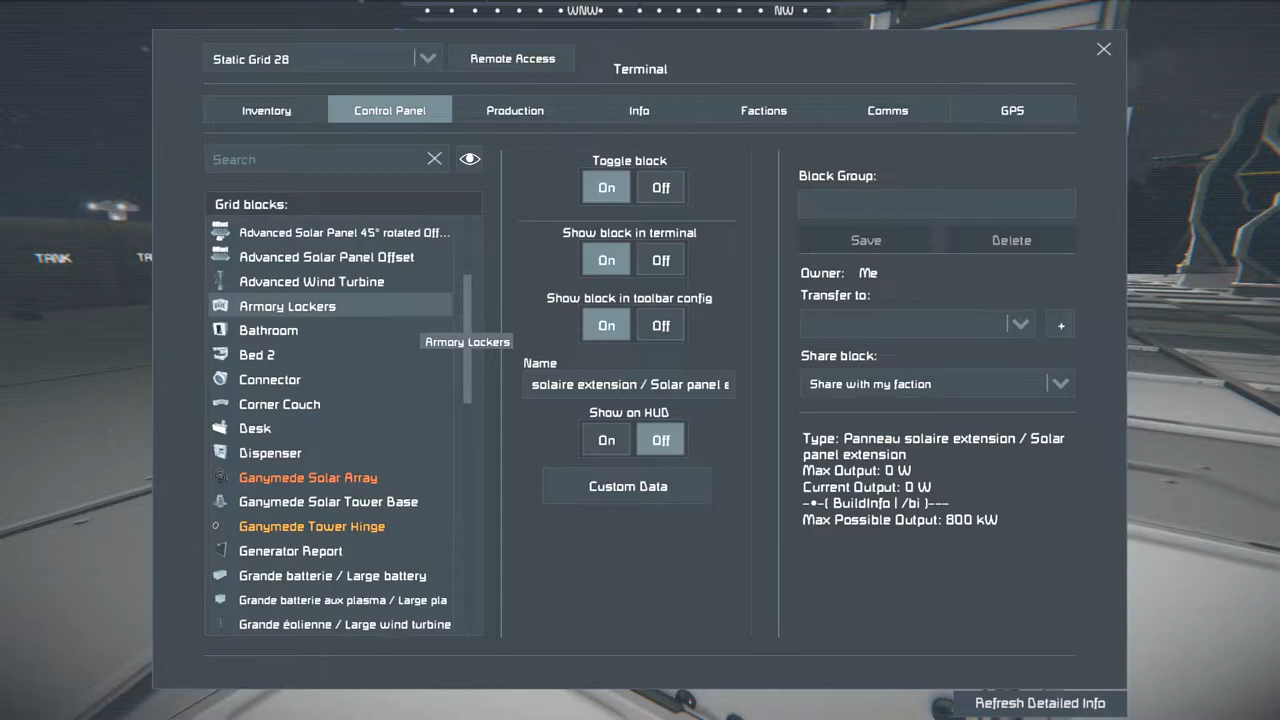 WNW
NW
Static Grid 28
Remote Access
Terminal
Inventory
Control Panel
Production
Info
Factions
Comms
GPS
Search
Grid blocks:
Advanced Solar Panel 45° rotated Off...
Advanced Solar Panel Offset
Advanced Wind Turbine
Armory Lockers
Bathroom
Armory Lockers
Bed 2
Connector
Corner Couch
Desk
Dispenser
Ganymede Solar Array
Ganymede Solar Tower Base
Ganymede Tower Hinge
Generator Report
Grande batterie / Large battery
Grande batterie aux plasma / Large pla
Grande éolienne / Large wind turbine
Toggle block
On Off
Show block in terminal
On Off
Show block in toolbar config
On Off
Name
solaire extension / Solar panel e
Show on HUD
On Off
Custom Data
Block Group:
Save
Delete
Owner: Me
Transfer to:
+
Share block:
Share with my faction
Type: Panneau solaire extension / Solar
panel extension
Max Output: 0 W
Current Output: 0 W
-•-( BuildInfo | /bi )---
Max Possible Output: 800 kW
TANK
TA
Refresh Detailed Info